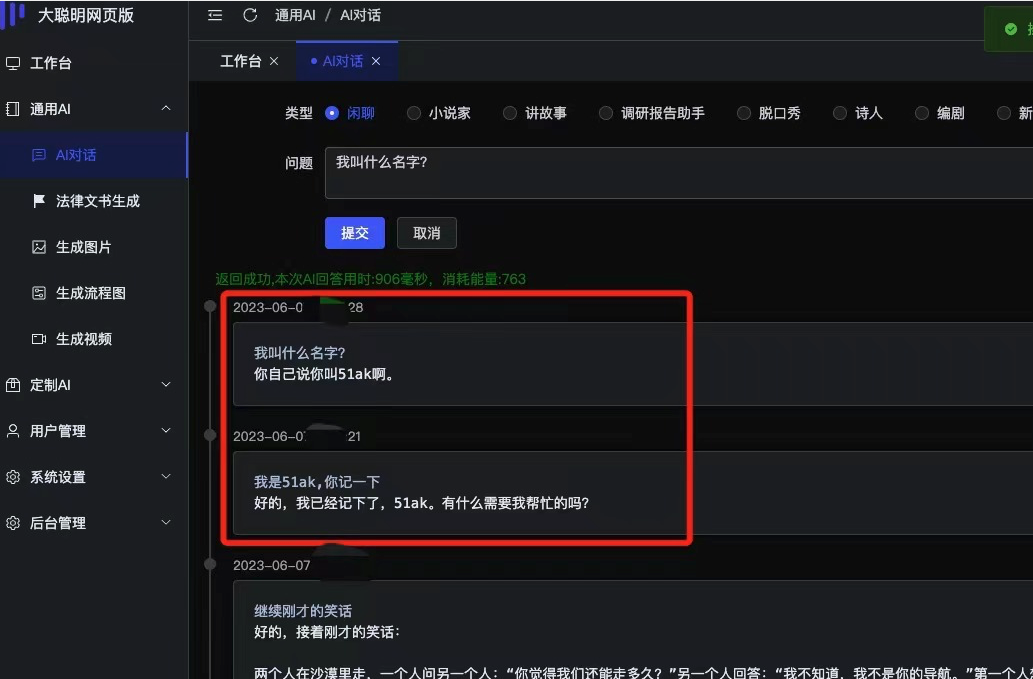 大聪明网页版
通用AI / AI对话
工作台
通用AI
AI对话
法律文书生成
生成图片
生成流程图
生成视频
定制AI
用户管理
系统设置
后台管理
工作台 ×
AI对话 ×
类型 闲聊 小说家 讲故事 调研报告助手 脱口秀 诗人 编剧 新
问题 我叫什么名字?
提交 取消
返回成功,本次AI回答用时:906毫秒，消耗能量:763
2023-06-0 28
我叫什么名字?
你自己说你叫51ak啊。
2023-06-07 21
我是51ak,你记一下
好的，我已经记下了，51ak。有什么需要我帮忙的吗?
2023-06-07
继续刚才的笑话
好的，接着刚才的笑话:
两个人在沙漠里走，一个人问另一个人：“你觉得我们还能走多久？”另一个人回答：“我不知道，我不是你的导航。”第一个人